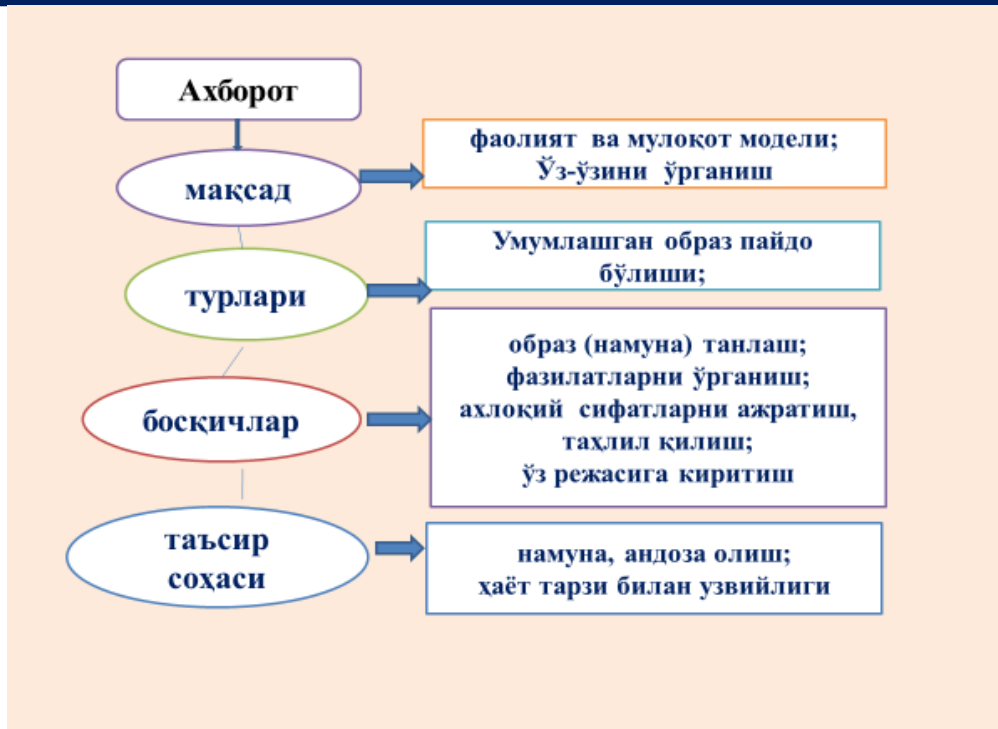 Ахборот
мақсад
фаолият ва мулоқот модели;
Ўз-ўзини ўрганиш
турлари
Умумлашган образ пайдо
бўлиши;
босқичлар
образ (намуна) танлаш;
фазилатларни ўрганиш;
ахлоқий сифатларни ажратиш,
таҳлил қилиш;
ўз режасига киритиш
таъсир
соҳаси
намуна, андоза олиш;
ҳаёт тарзи билан узвийлиги